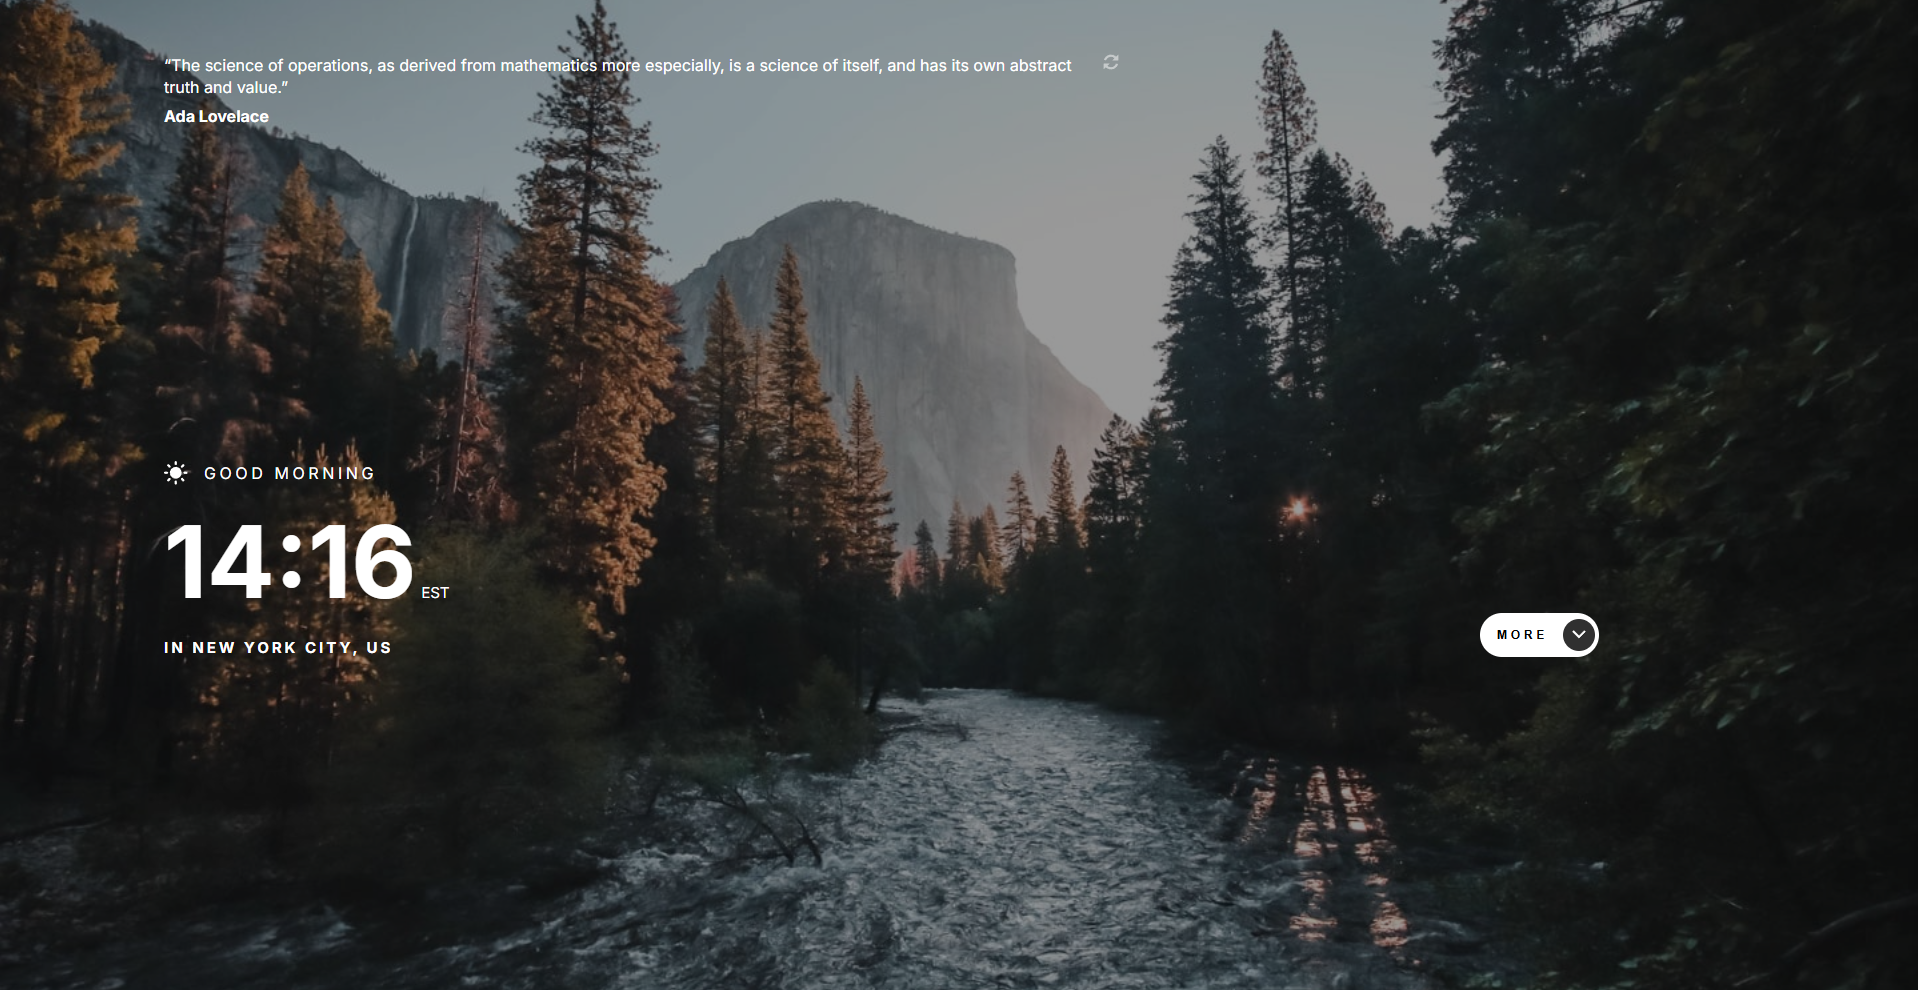 “The science of operations, as derived from mathematics more especially, is a science of itself, and has its own abstract
truth and value.”
Ada Lovelace
GOOD MORNING
14:16 EST
IN NEW YORK CITY, US
MORE